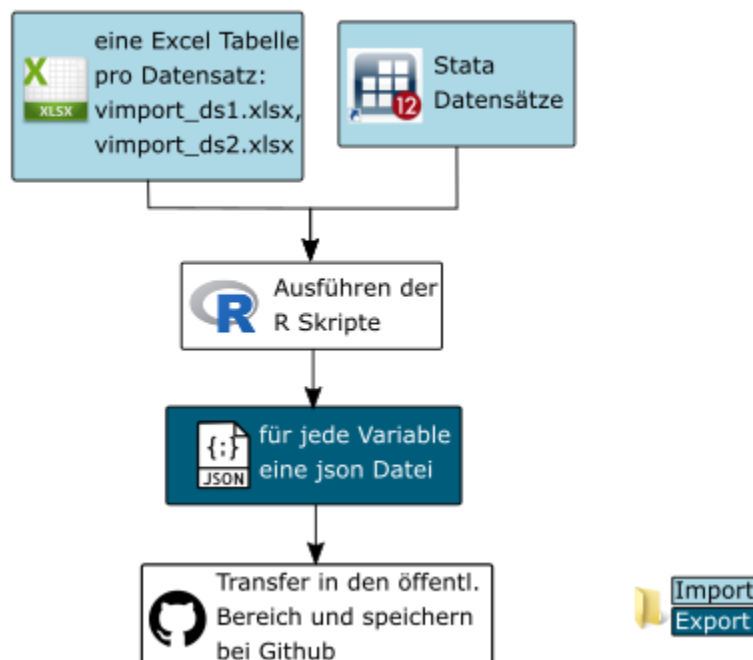 eine Excel Tabelle
pro Datensatz:
vimport_ds1.xlsx,
vimport_ds2.xlsx
X
XLSX
Stata
Datensätze
12
R
Ausführen der
R Skripte
{:}
JSON
für jede Variable
eine json Datei
Transfer in den öffentl.
Bereich und speichern
bei Github
Import
Export